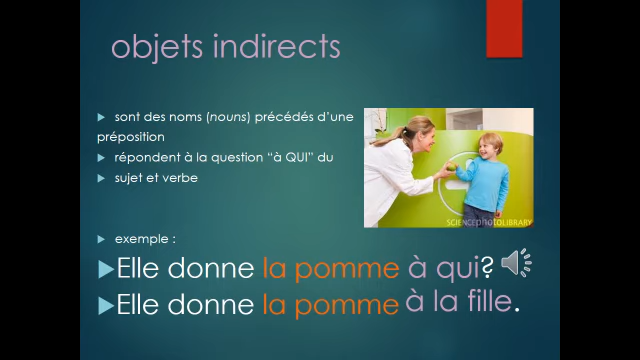 objets indirects
sont des noms (nouns) précédés d’une
préposition
répondent à la question “à QUI” du
sujet et verbe
SCIENCEPHOTOLIBRARY
exemple :
Elle donne la pomme à qui?
Elle donne la pomme à la fille.